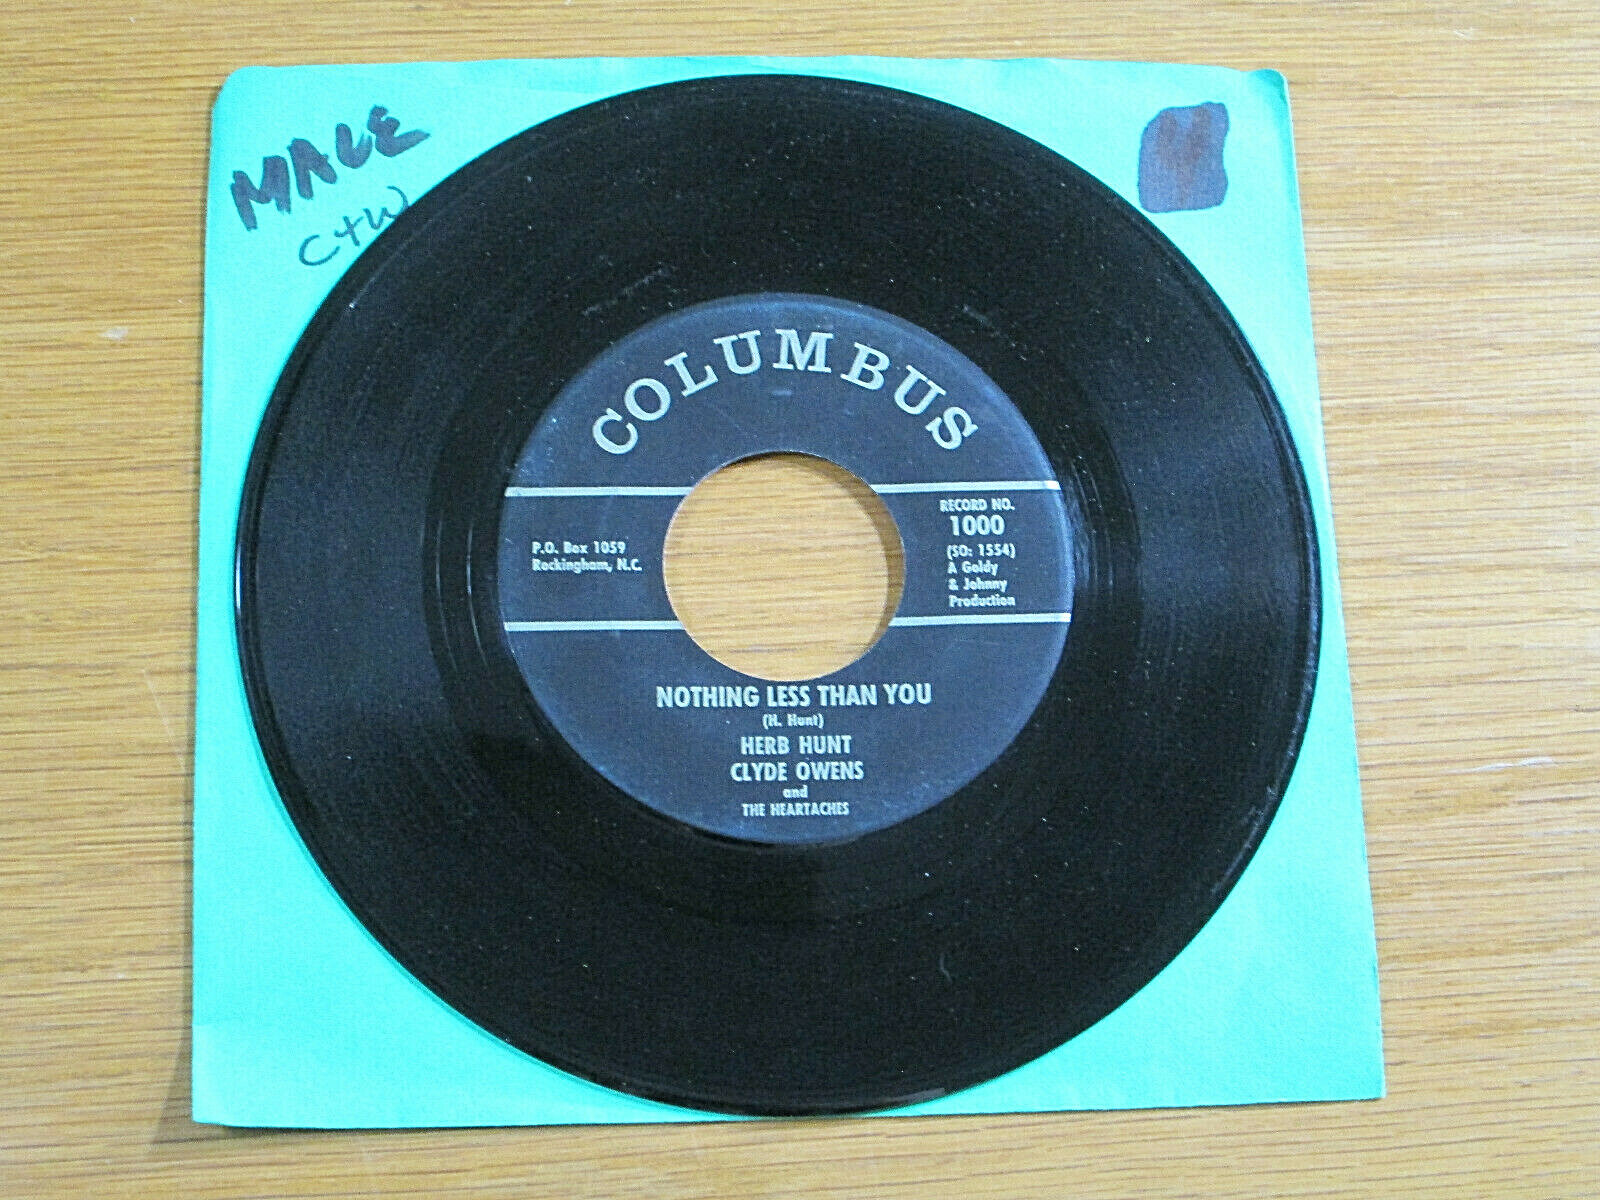 MALE
C+W
COLUMBUS
P.O. Box 1059
Rockingham, N.C.
RECORD NO.
1000
(SO: 1554)
A Goldy
& Johnny
Production
NOTHING LESS THAN YOU
(H. Hunt)
HERB HUNT
CLYDE OWENS
and
THE HEARTACHES